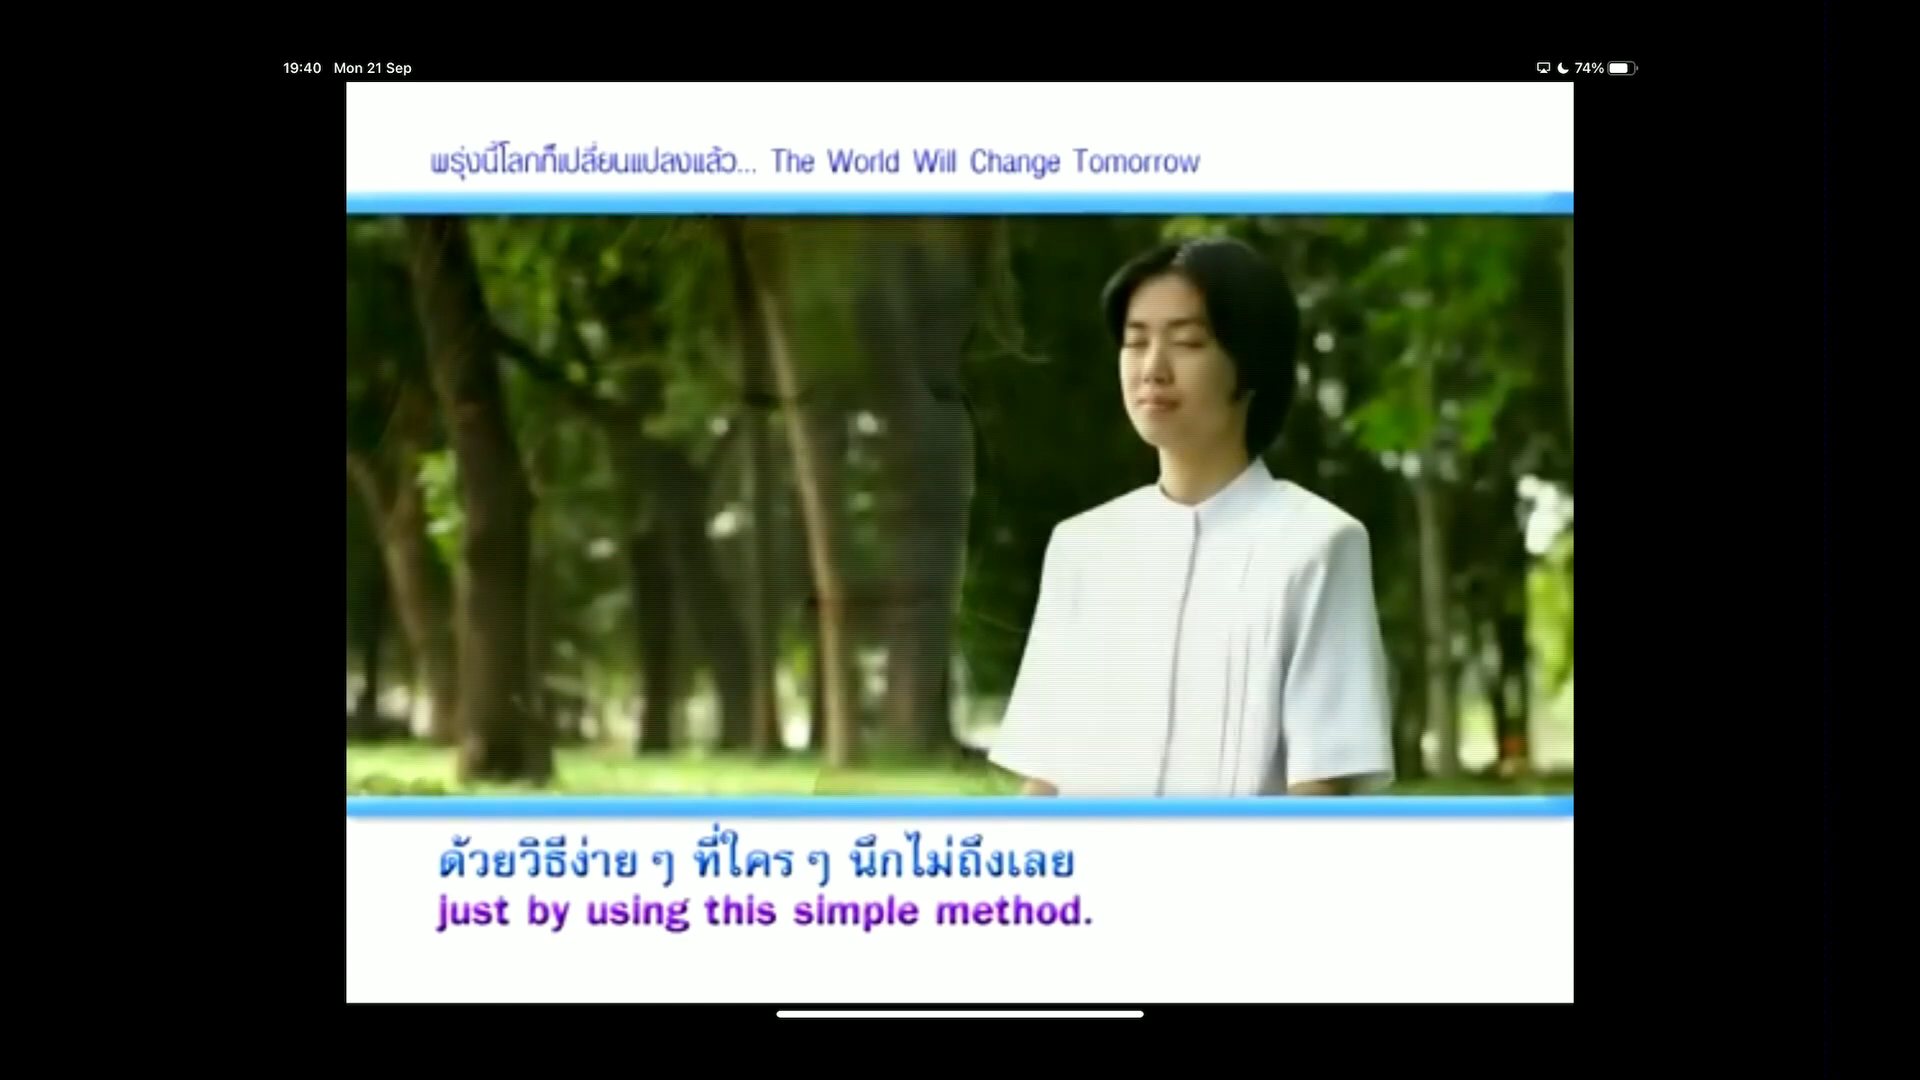 19:40 Mon 21 Sep
74%
พรุ่งนี้โลกก็เปลี่ยนแปลงแล้ว... The World Will Change Tomorrow
ด้วยวิธีง่าย ๆ ที่ใคร ๆ นึกไม่ถึงเลย
just by using this simple method.